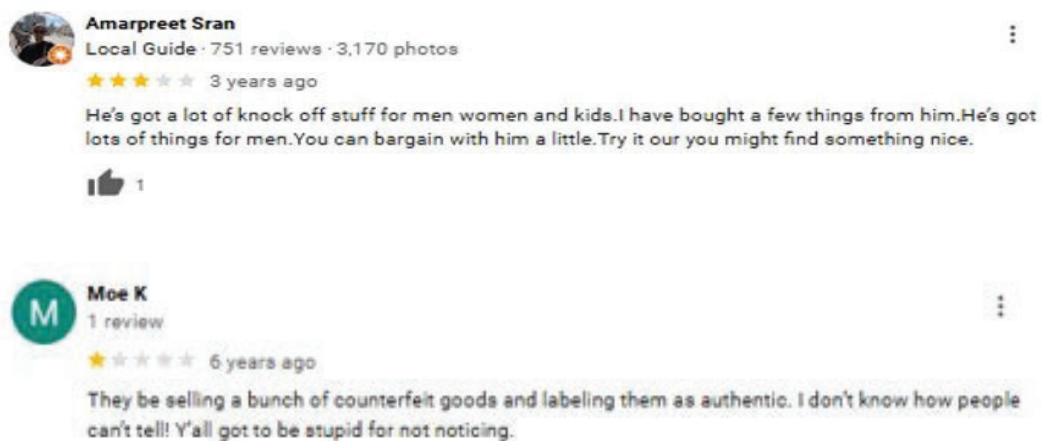 Amarpreet Sran
Local Guide · 751 reviews · 3,170 photos
3 years ago
He's got a lot of knock off stuff for men women and kids.I have bought a few things from him.He's got
lots of things for men.You can bargain with him a little.Try it our you might find something nice.
1
M
Moe K
1 review
6 years ago
They be selling a bunch of counterfeit goods and labeling them as authentic. I don't know how people
can't tell! Y'all got to be stupid for not noticing.